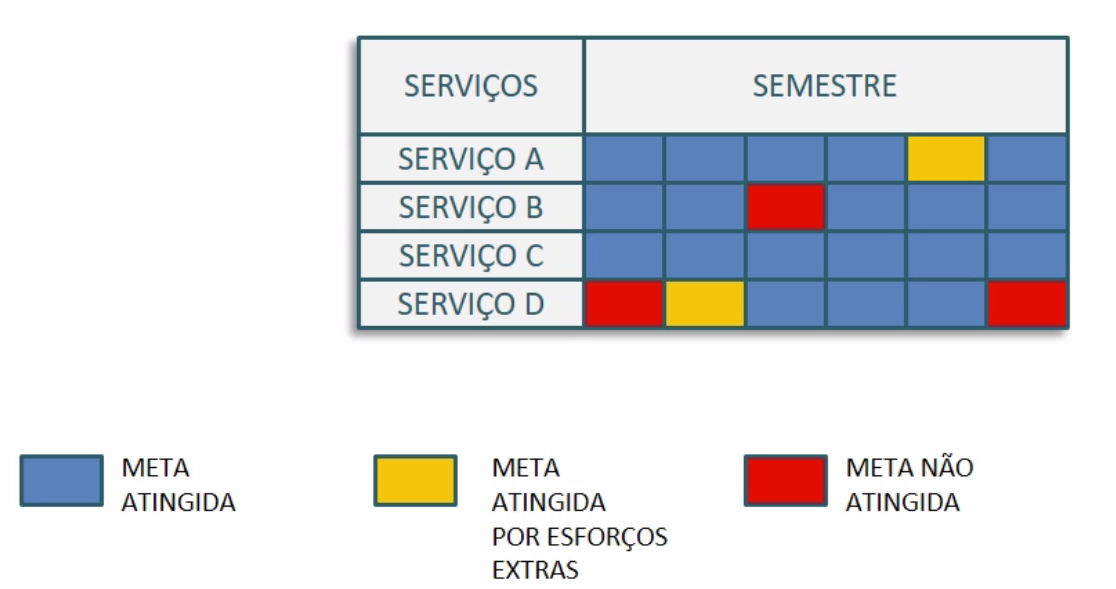 SERVIÇOS SEMESTRE
SERVIÇO A
SERVIÇO B
SERVIÇO C
SERVIÇO D
META
ATINGIDA
META
ATINGIDA
POR ESFORÇOS
EXTRAS
META NÃO
ATINGIDA